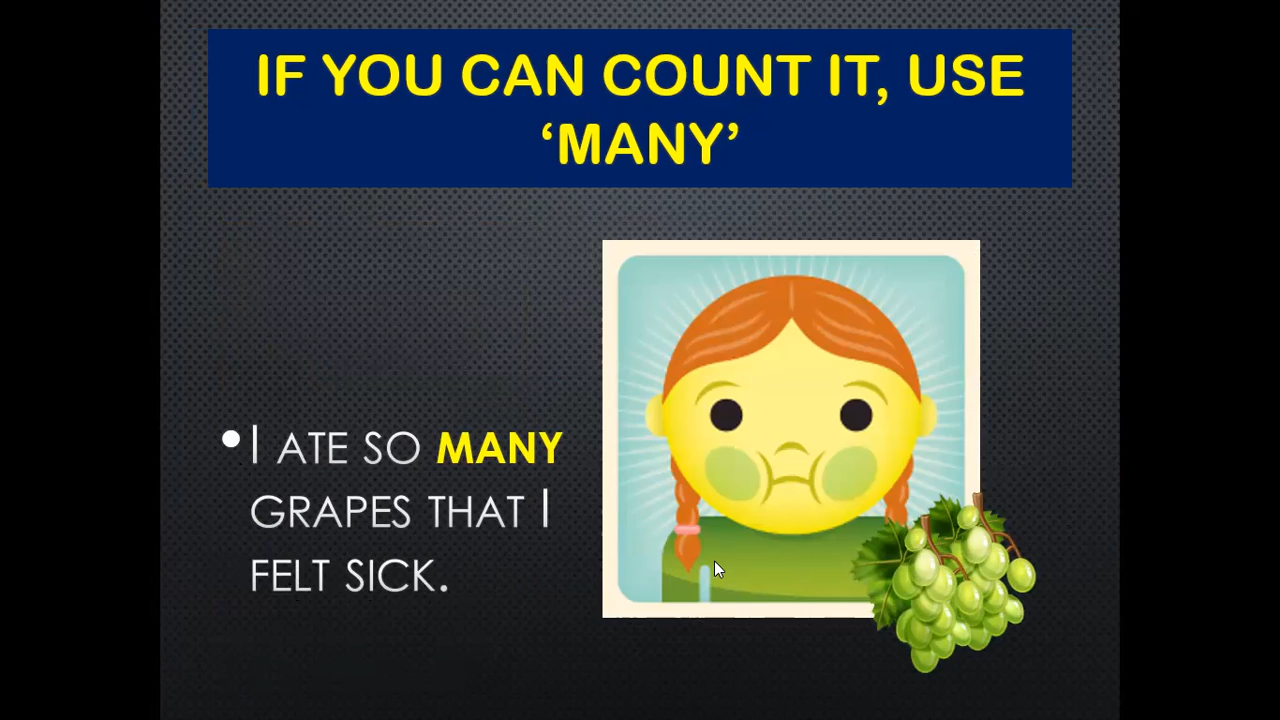 IF YOU CAN COUNT IT, USE
‘MANY’
•I ATE SO MANY
GRAPES THAT I
FELT SICK.